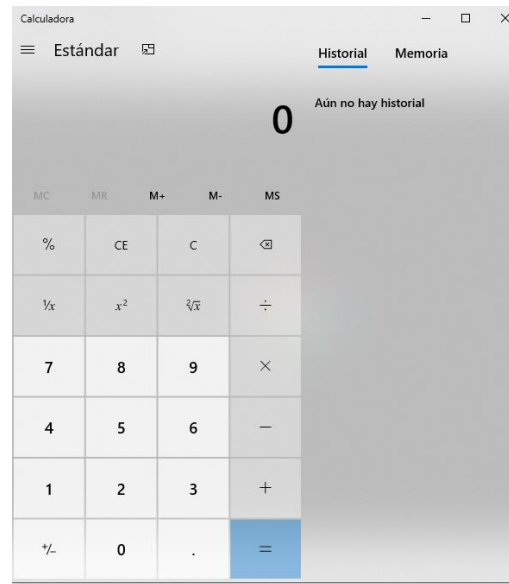 Calculadora
Estándar
Historial Memoria
0
Aún no hay historial
MC MR M+ M- MS
% CE C
¹/x x² ²√x ÷
7 8 9 ×
4 5 6 −
1 2 3 +
+/− 0 . =